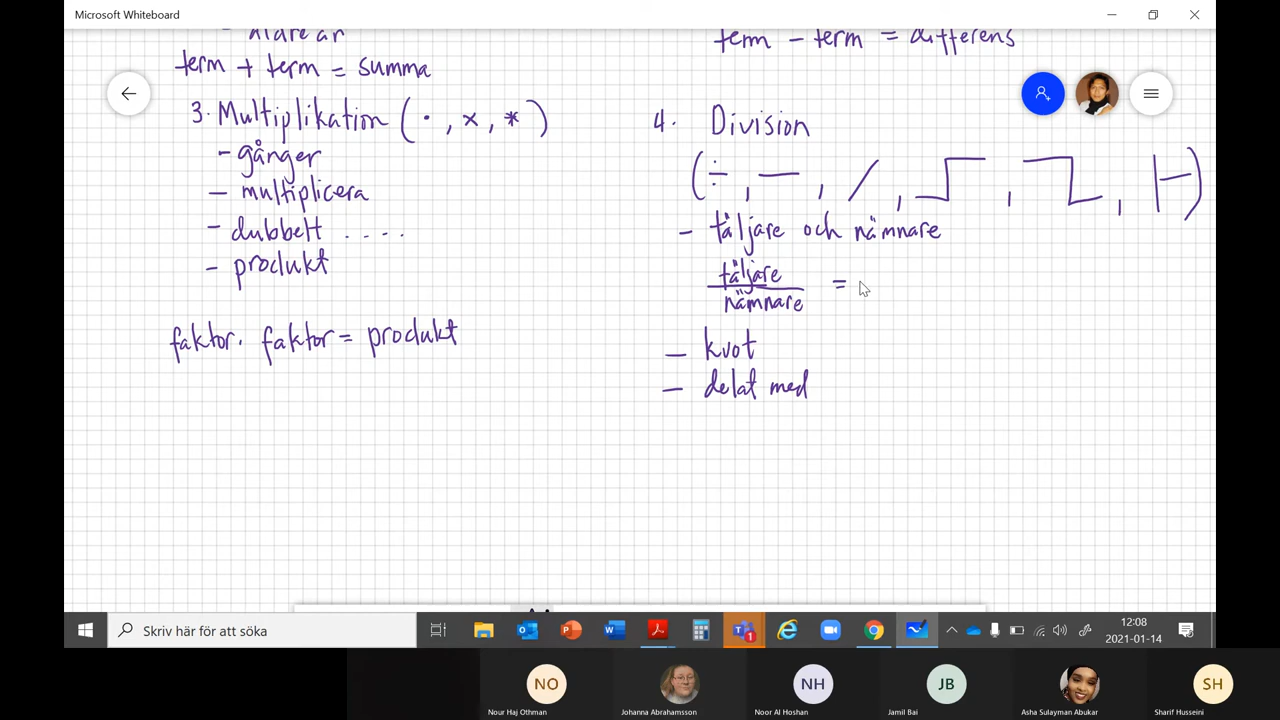 Microsoft Whiteboard
term + term = summa
3. Multiplikation ( · , × , * )
- gånger
- multiplicera
- dubbelt ....
- produkt
faktor · faktor = produkt
term - term = differens
4. Division
(÷ , — , / , , , )
- täljare och nämnare
täljare
nämnare =
- kvot
- delat med
Skriv här för att söka
1
12:08
2021-01-14
NO
NH
JB
SH
Nour Haj Othman
Johanna Abrahamsson
Noor Al Hoshan
Jamil Bai
Asha Sulayman Abukar
Sharif Husseini